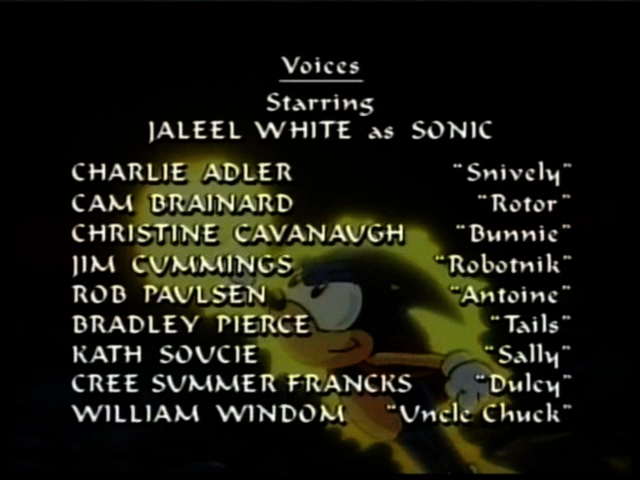 Voices
Starring
JALEEL WHITE as SONIC
CHARLIE ADLER "Snively"
CAM BRAINARD "Rotor"
CHRISTINE CAVANAUGH "Bunnie"
JIM CUMMINGS "Robotnik"
ROB PAULSEN "Antoine"
BRADLEY PIERCE "Tails"
KATH SOUCIE "Sally"
CREE SUMMER FRANCKS "Dulcy"
WILLIAM WINDOM "Uncle Chuck"